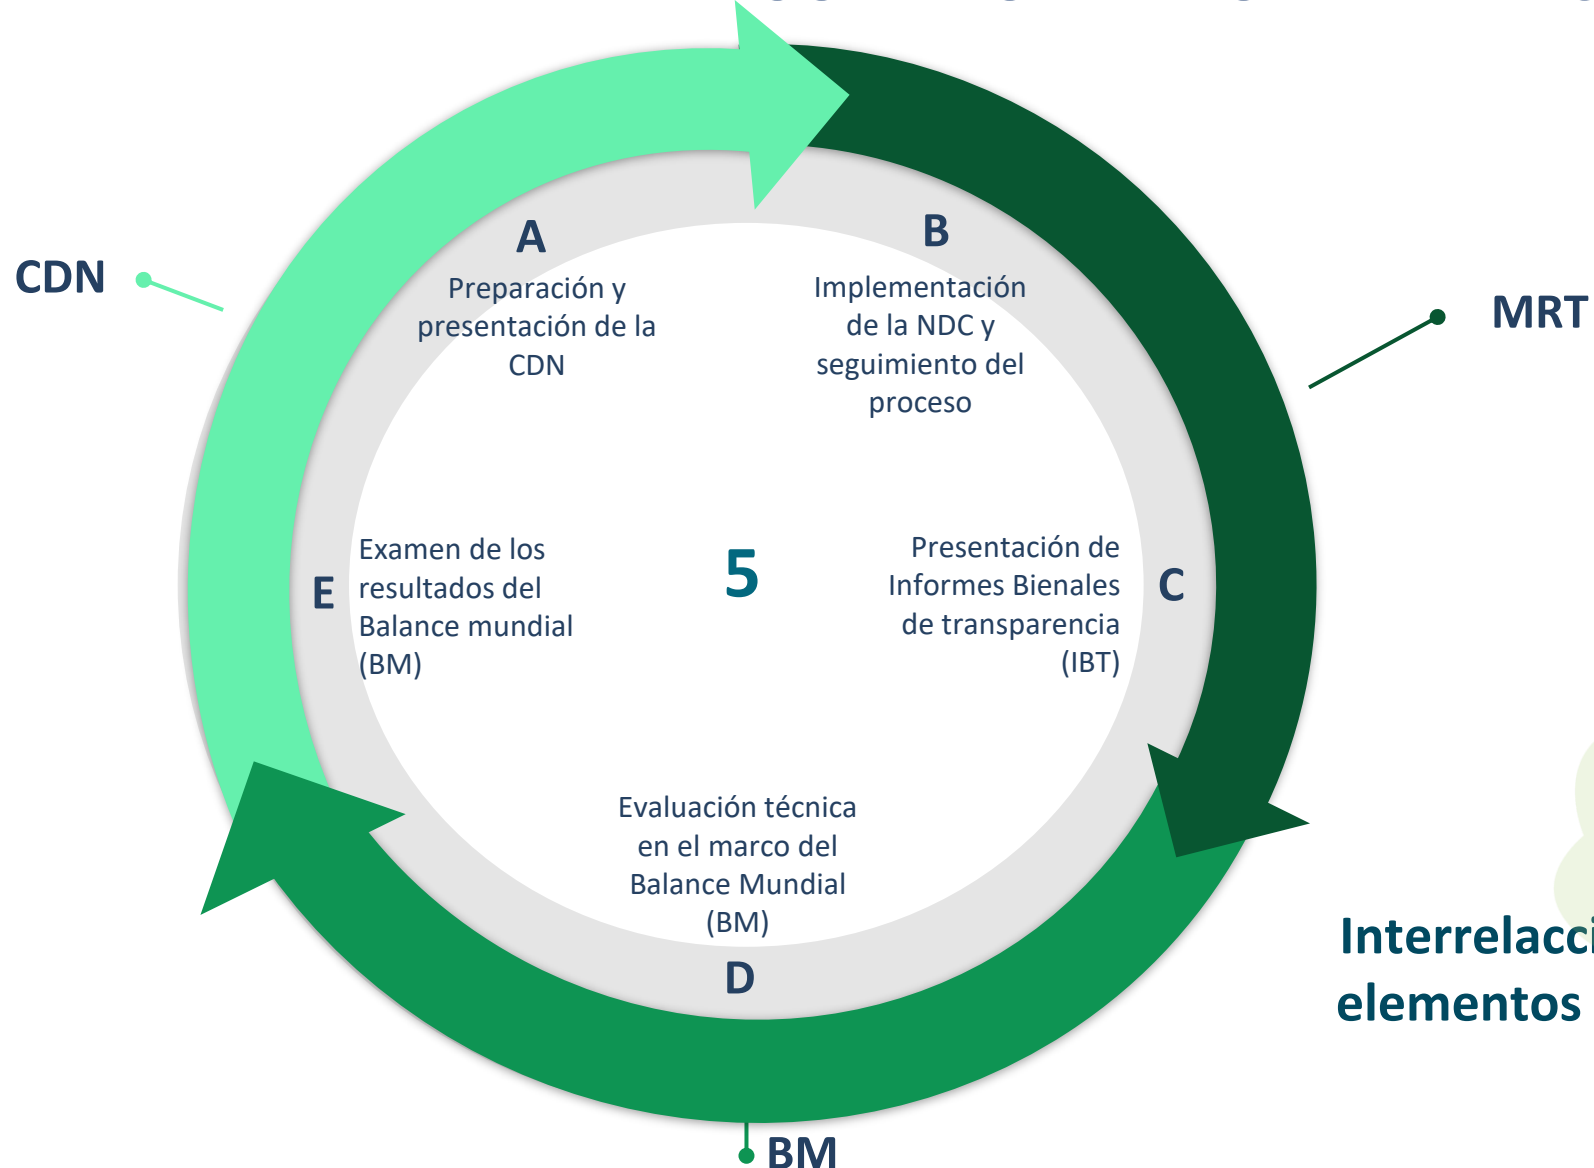 A
Preparación y
presentación de la
CDN
B
Implementación
de la NDC y
seguimiento del
proceso
CDN
MRT
E
Examen de los
resultados del
Balance mundial
(BM)
5
Presentación de
Informes Bienales
de transparencia
(IBT)
C
Evaluación técnica
en el marco del
Balance Mundial
(BM)
D
elementos
BM